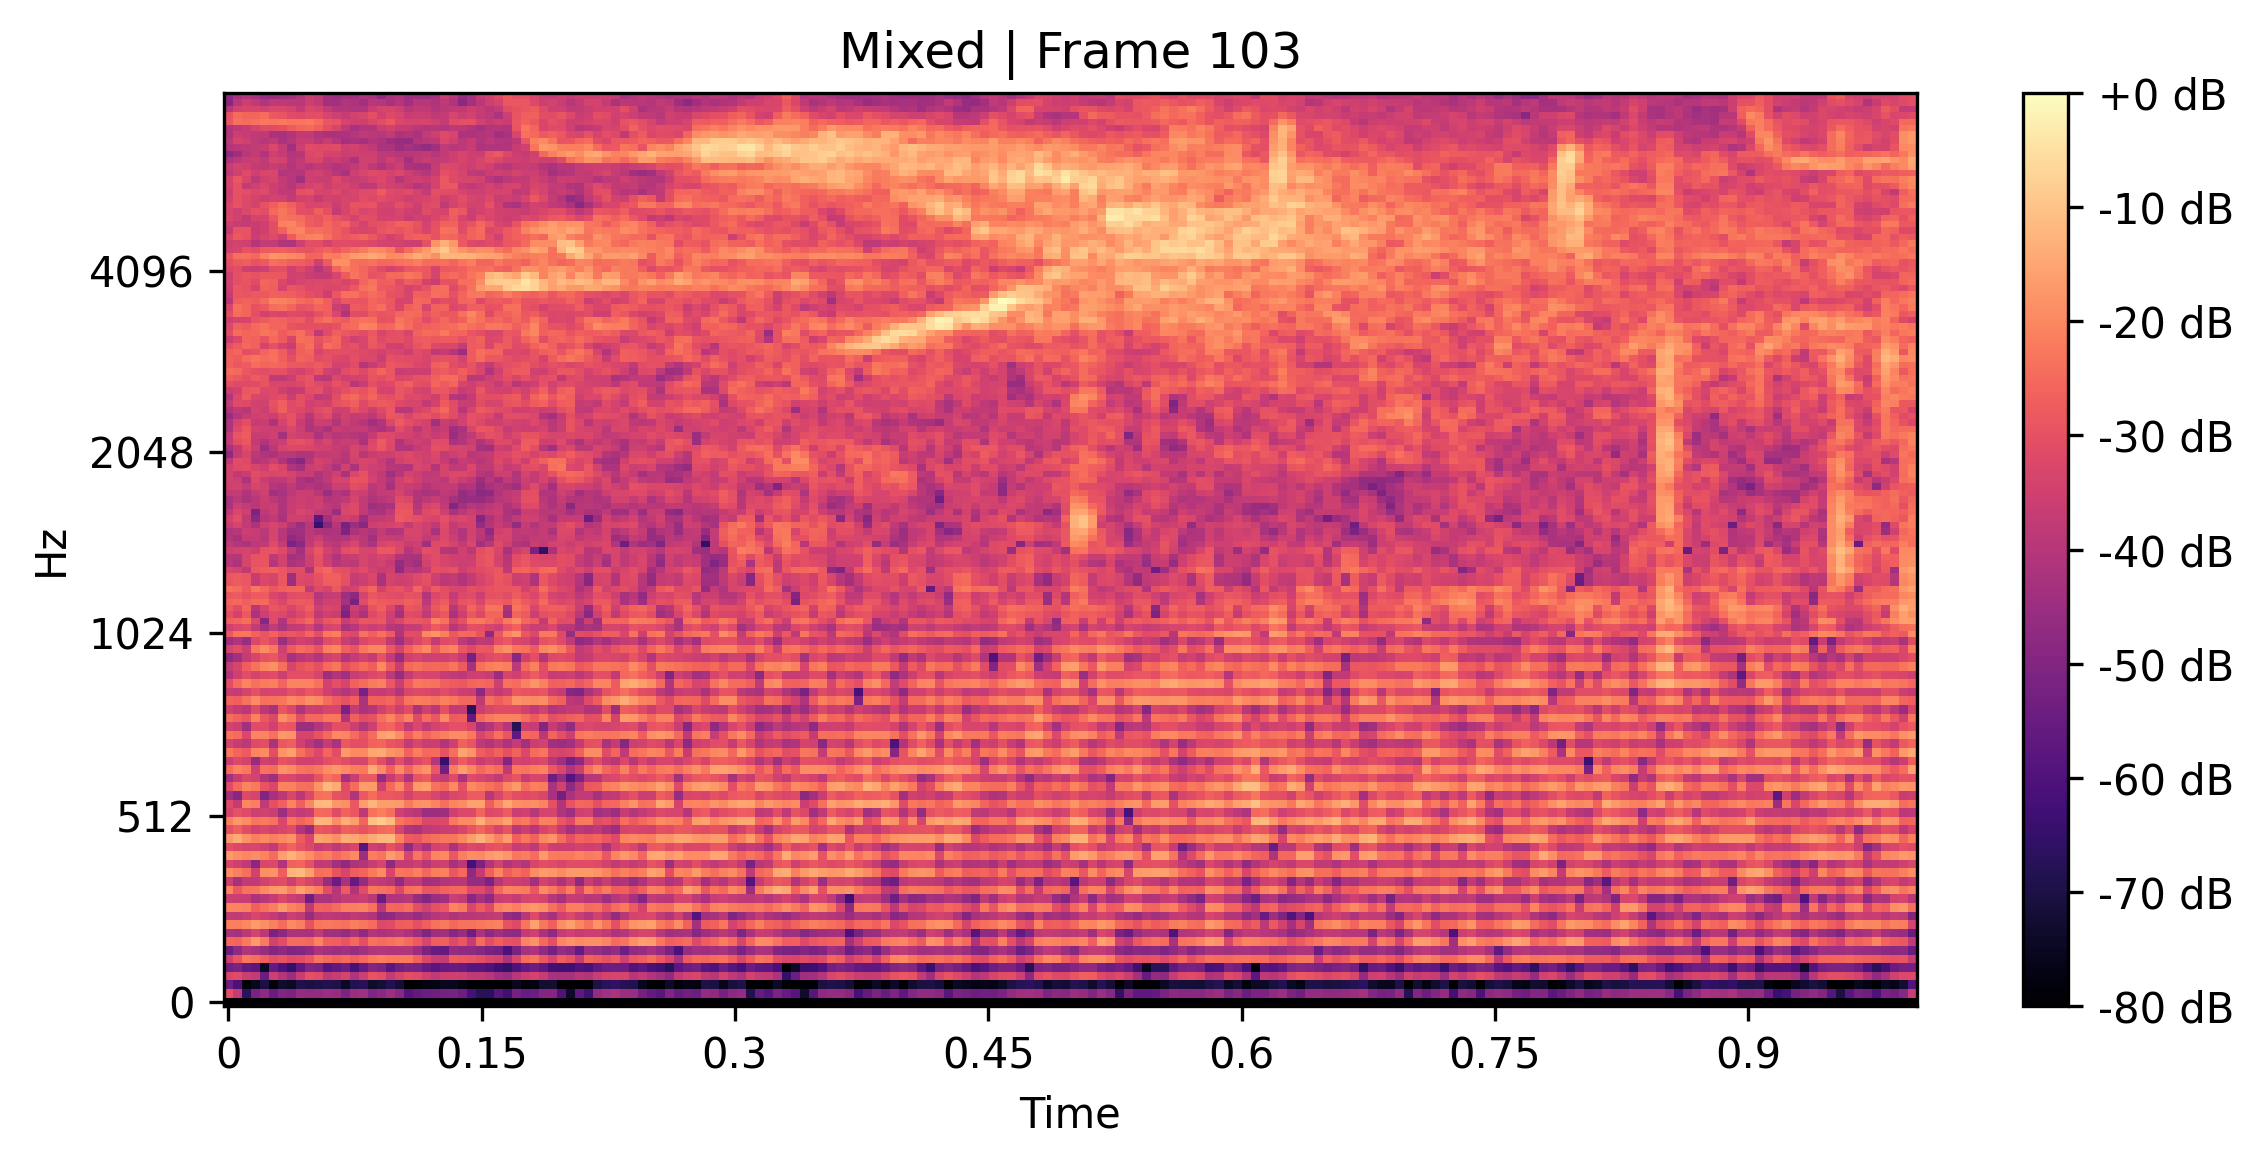 Mixed | Frame 103
+0 dB
-10 dB
-20 dB
-30 dB
-40 dB
-50 dB
-60 dB
-70 dB
-80 dB
4096
2048
1024
512
0
Hz
0 0.15 0.3 0.45 0.6 0.75 0.9
Time